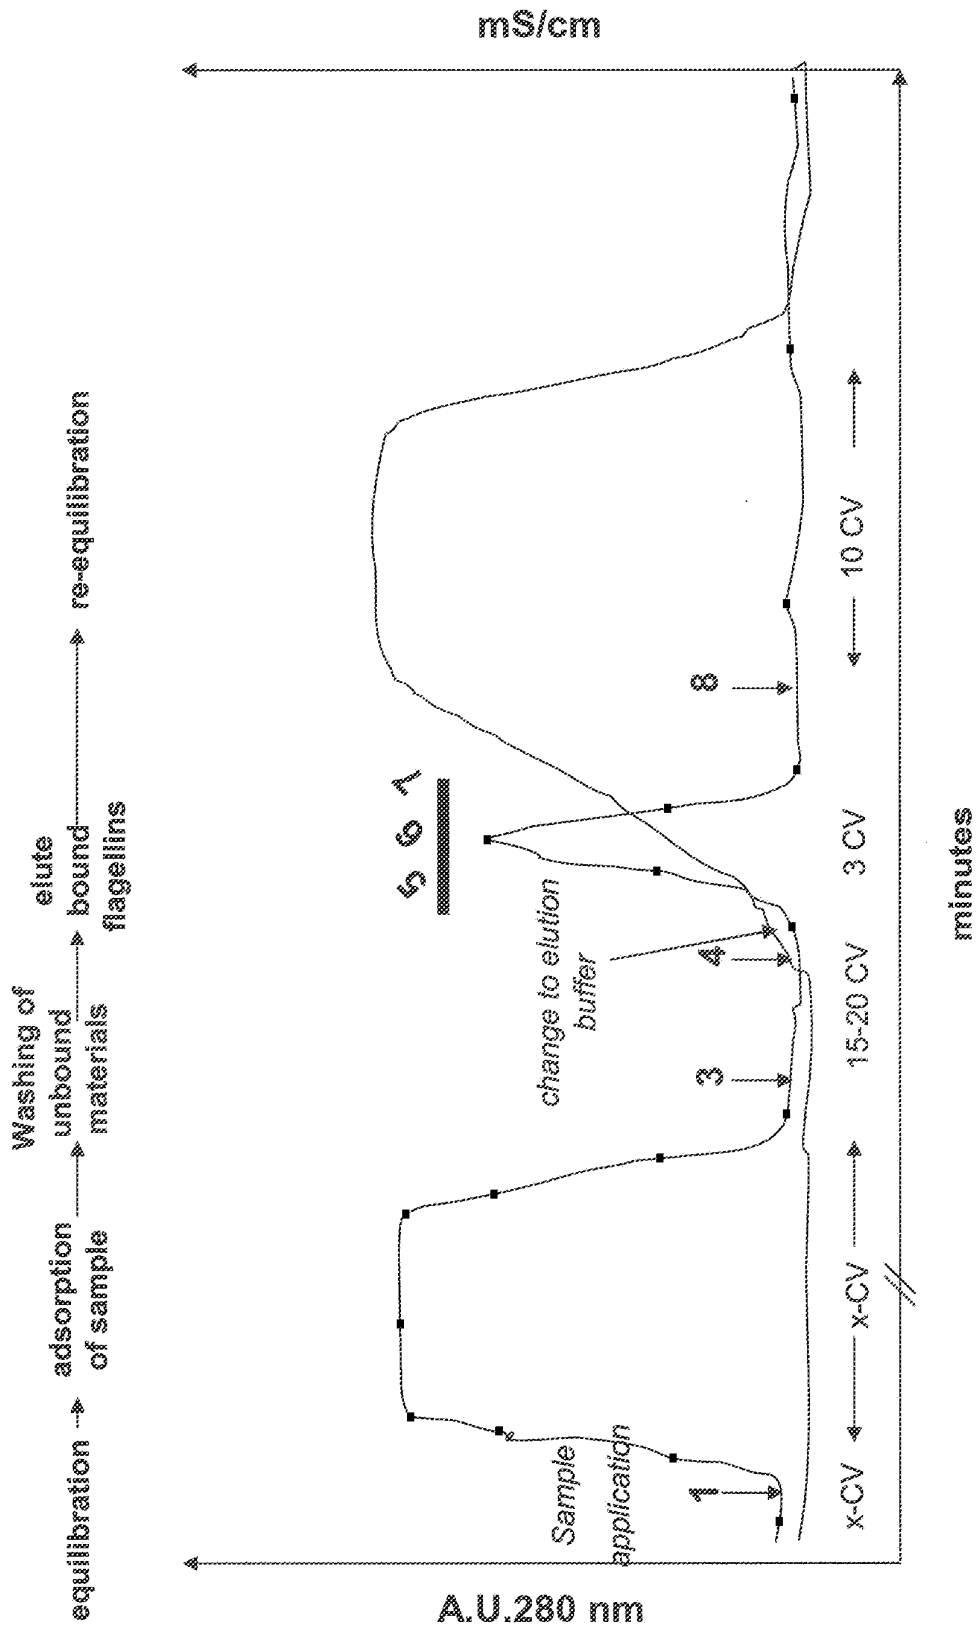 equilibration
adsorption
of sample
Washing of
unbound
materials
elute
bound
flagellins
re-equilibration
A.U.280 nm
mS/cm
Sample
application
1
3
4
change to elution
buffer
5 6 7
8
x-CV
x-CV
15-20 CV
3 CV
10 CV
minutes